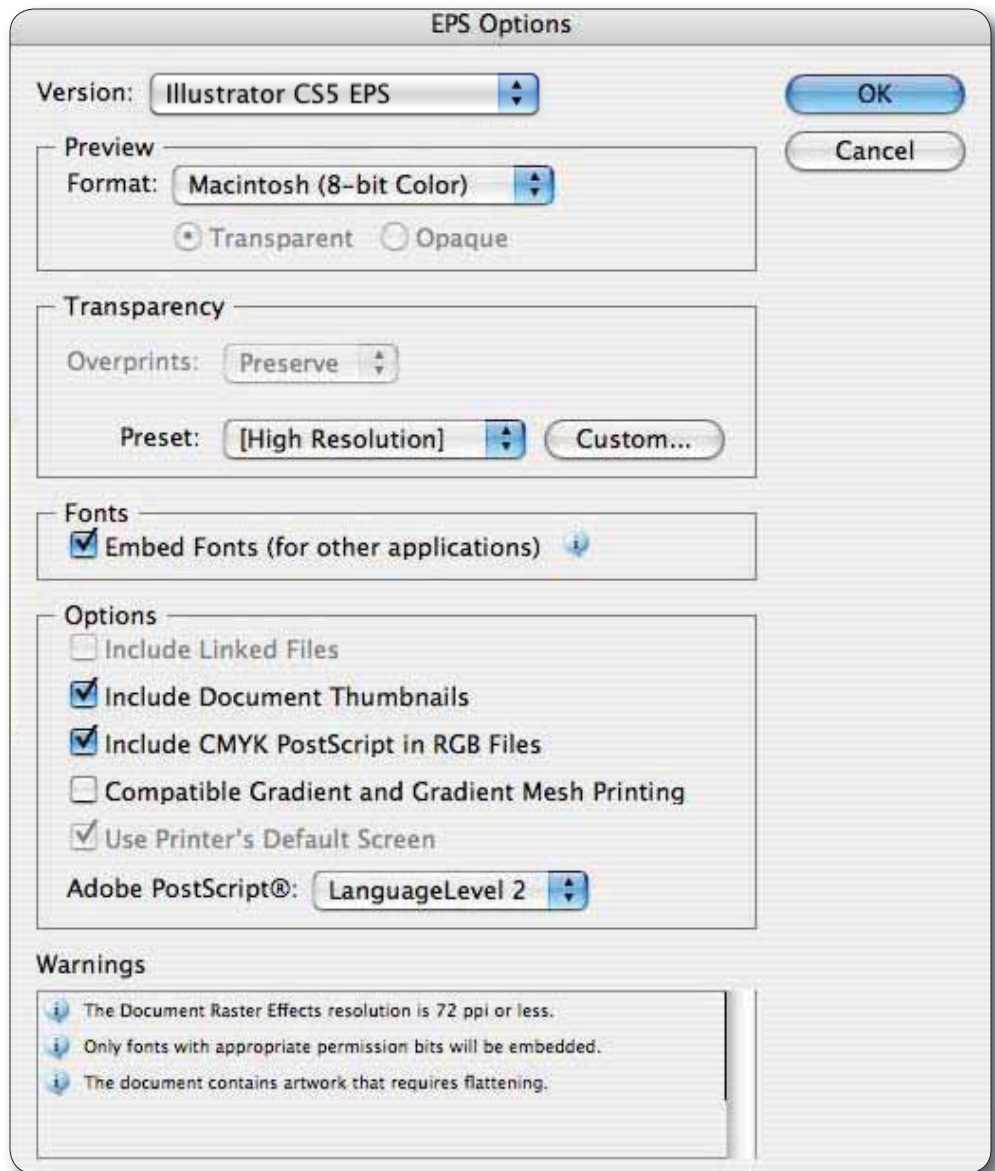 EPS Options
Version: Illustrator CS5 EPS
OK
Cancel
Preview
Format: Macintosh (8-bit Color)
Transparent Opaque
Transparency
Overprints: Preserve
Preset: [High Resolution] Custom...
Fonts
Embed Fonts (for other applications)
Options
Include Linked Files
Include Document Thumbnails
Include CMYK PostScript in RGB Files
Compatible Gradient and Gradient Mesh Printing
Use Printer's Default Screen
Adobe PostScript®: LanguageLevel 2
Warnings
The Document Raster Effects resolution is 72 ppi or less.
Only fonts with appropriate permission bits will be embedded.
The document contains artwork that requires flattening.